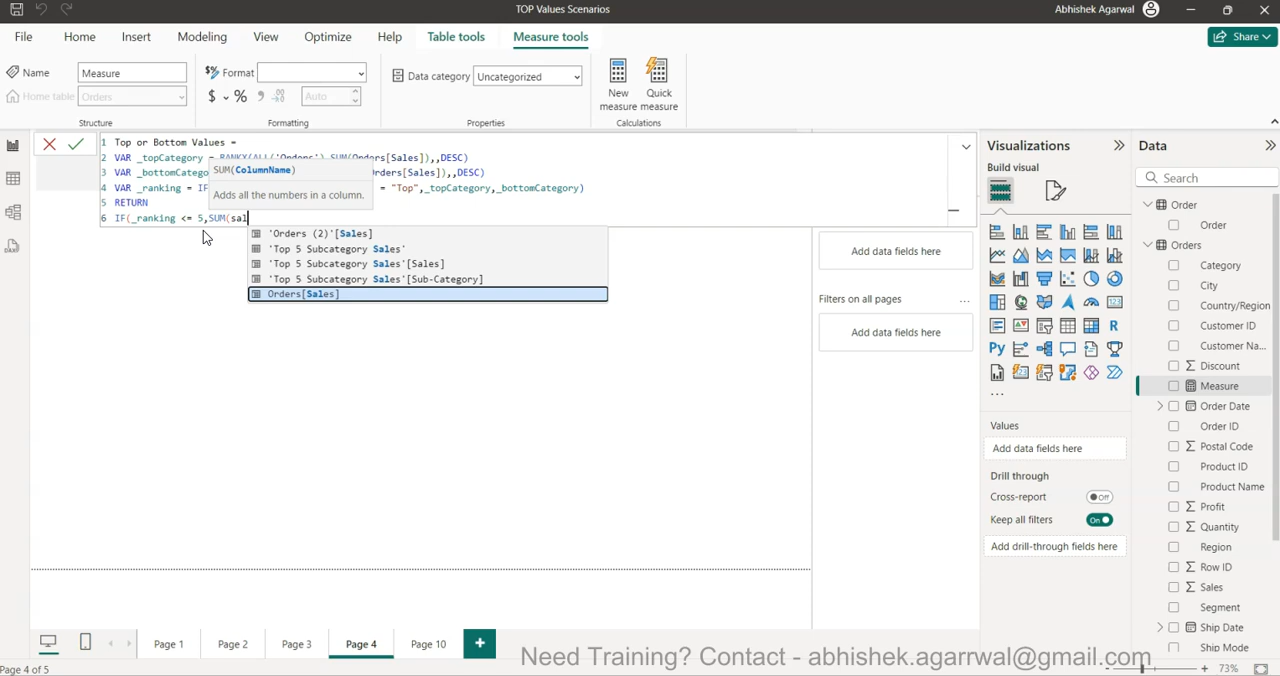 TOP Values Scenarios
Abhishek Agarwal
File Home Insert Modeling View Optimize Help Table tools Measure tools
Share
Name Measure
Format
Data category Uncategorized
New measure
Quick measure
Home table Orders
$ % Auto
Structure Formatting Properties Calculations
1 Top or Bottom Values =
2 VAR _topCategory = RANKX(ALL('Orders'),SUM(Orders[Sales]),,DESC)
SUM(ColumnName)
3 VAR _bottomCatego rders[Sales]),,DESC)
Adds all the numbers in a column.
4 VAR _ranking = IF = "Top",_topCategory,_bottomCategory)
5 RETURN
6 IF(_ranking <= 5,SUM(sal
'Orders (2)'[Sales]
'Top 5 Subcategory Sales'
'Top 5 Subcategory Sales'[Sales]
'Top 5 Subcategory Sales'[Sub-Category]
Orders[Sales]
Add data fields here
Filters on all pages ...
Add data fields here
Visualizations
Build visual
R
Py
123
...
Values
Add data fields here
Drill through
Cross-report Off
Keep all filters On
Add drill-through fields here
Data
Search
Order
Order
Orders
Category
City
Country/Region
Customer ID
Customer Na...
Discount
Measure
Order Date
Order ID
Postal Code
Product ID
Product Name
Profit
Quantity
Region
Row ID
Sales
Segment
Ship Date
Ship Mode
Page 1 Page 2 Page 3 Page 4 Page 10 +
Need Training? Contact - abhishek.agarrwal@gmail.com
Page 4 of 5
73%